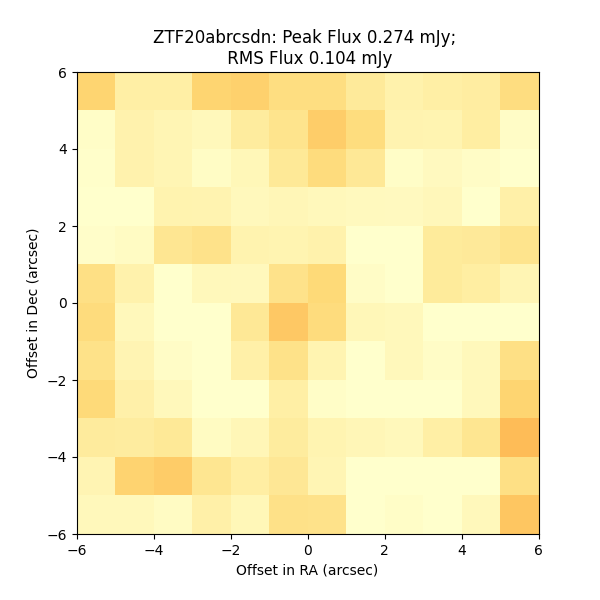 ZTF20abrcsdn: Peak Flux 0.274 mJy;
RMS Flux 0.104 mJy
6
4
2
0
−2
−4
−6
Offset in Dec (arcsec)
−6 −4 −2 0 2 4 6
Offset in RA (arcsec)